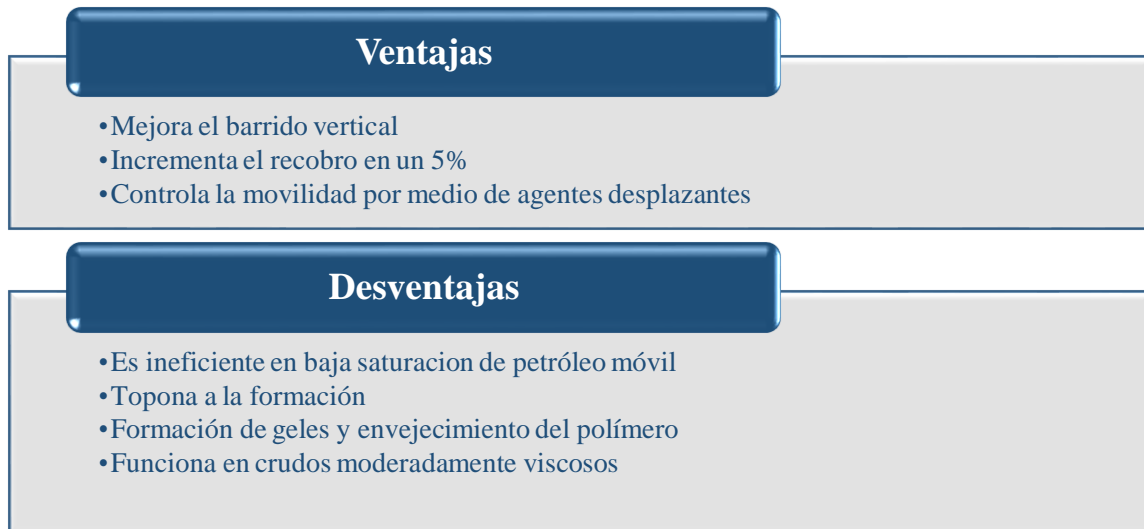 Ventajas
•Mejora el barrido vertical
•Incrementa el recobro en un 5%
•Controla la movilidad por medio de agentes desplazantes
Desventajas
•Es ineficiente en baja saturacion de petróleo móvil
•Topona a la formación
•Formación de geles y envejecimiento del polímero
•Funciona en crudos moderadamente viscosos